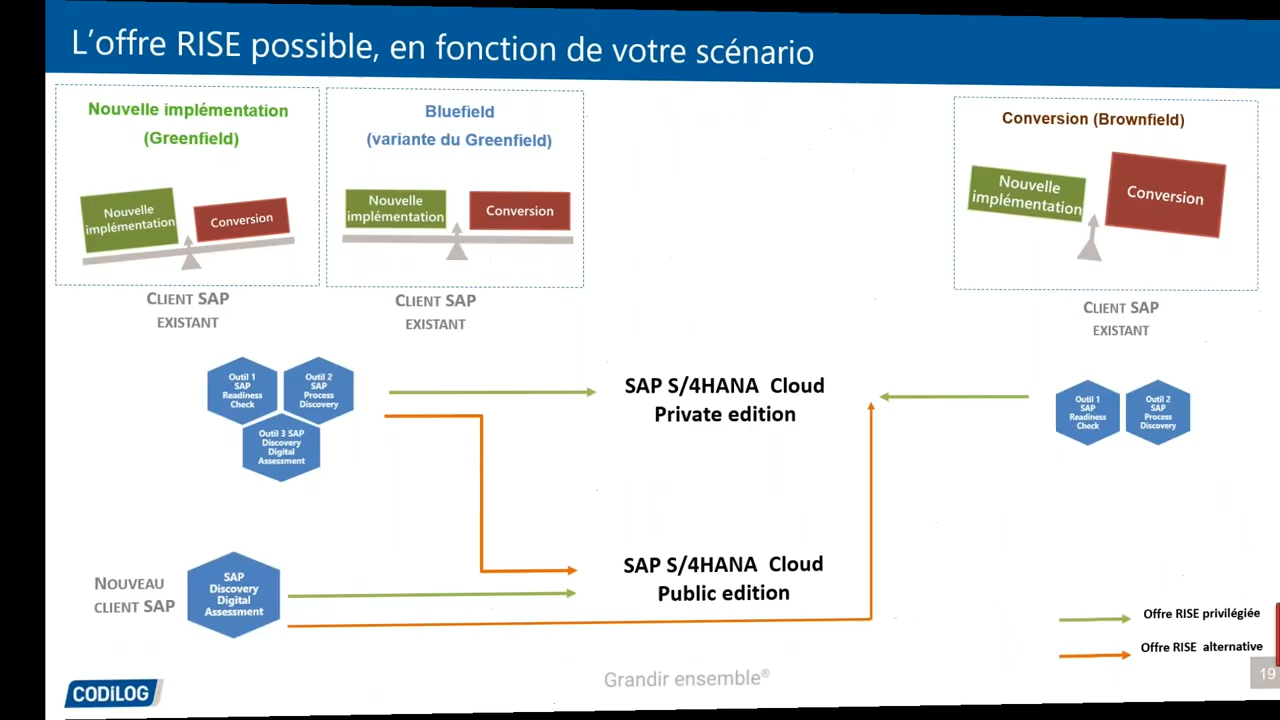 L'offre RISE possible, en fonction de votre scénario
Nouvelle implémentation
(Greenfield)
Nouvelle
implémentation
Conversion
CLIENT SAP
EXISTANT
Bluefield
(variante du Greenfield)
Nouvelle
implémentation
Conversion
CLIENT SAP
EXISTANT
Conversion (Brownfield)
Nouvelle
implémentation
Conversion
CLIENT SAP
EXISTANT
Outil 1
SAP
Readiness
Check
Outil 2
SAP
Process
Discovery
Outil 3 SAP
Discovery
Digital
Assessment
SAP S/4HANA Cloud
Private edition
Outil 1
SAP
Readiness
Check
Outil 2
SAP
Process
Discovery
NOUVEAU
CLIENT SAP
SAP
Discovery
Digital
Assessment
SAP S/4HANA Cloud
Public edition
Offre RISE privilégiée
Offre RISE alternative
CODiLOG
Grandir ensemble®
19